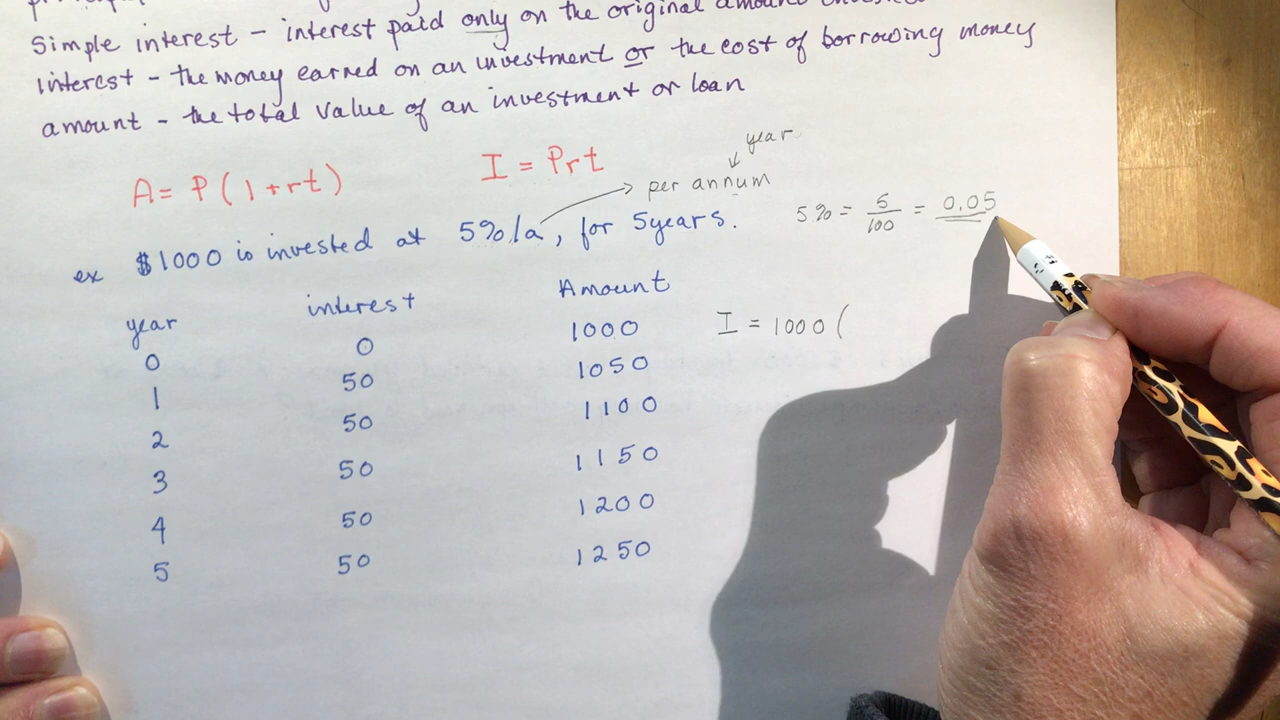 Simple interest - interest paid only on the original
interest - the money earned on an investment or the cost of borrowing money
amount - the total value of an investment or loan
year
A = P(1+rt) I = Prt
per annum
5% = 5/100 = 0.05
ex $1000 is invested at 5%/a, for 5years.
year interest Amount
0 0 1000
1 50 1050
2 50 1100
3 50 1150
4 50 1200
5 50 1250
I = 1000(